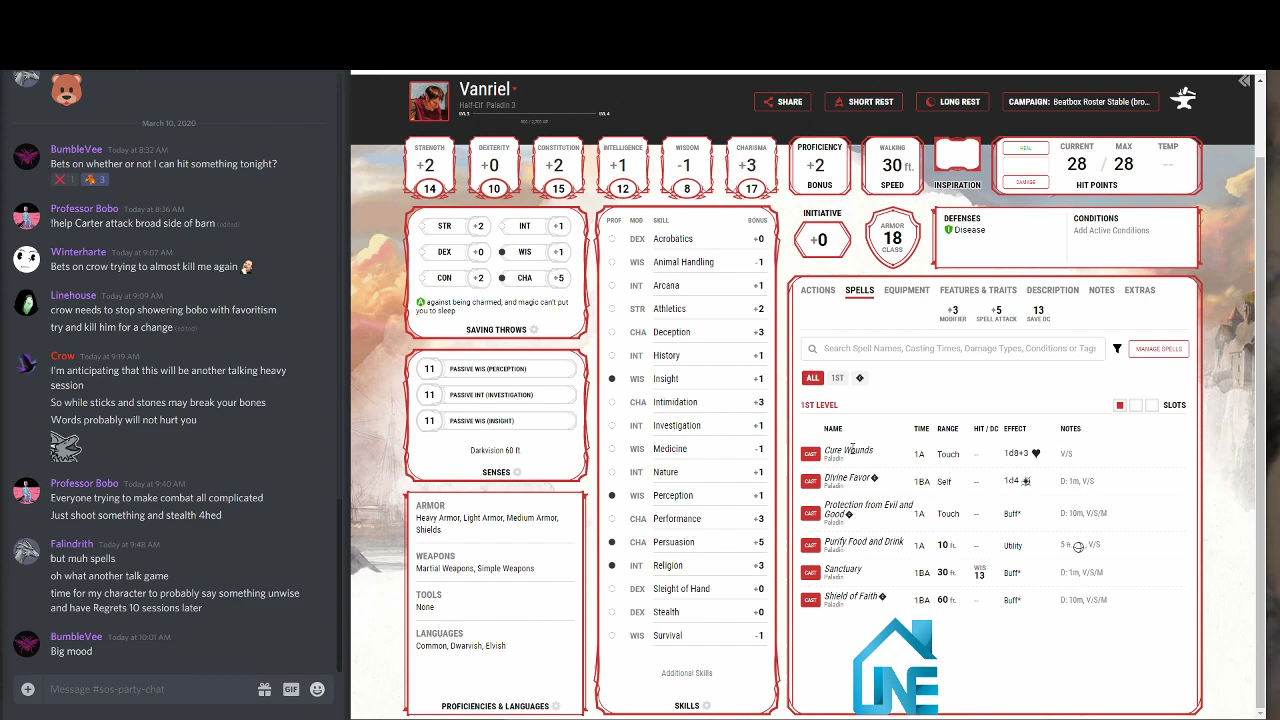 March 10, 2020
BumbleVee Today at 8:32 AM
Bets on whether or not I can hit something tonight?
1 3
Professor Bobo Today at 8:36 AM
!help Crow attack broad side of barn (edited)
Winterharte Today at 9:07 AM
Bets on crow trying to almost kill me again
Linehouse Today at 9:09 AM
crow needs to stop showering bobo with favoritism
try and kill him for a change (edited)
Crow Today at 9:19 AM
I'm anticipating that this will be another talking heavy
session
So while sticks and stones may break your bones
Words probably will not hurt you
Professor Bobo Today at 9:40 AM
Everyone trying to make combat all complicated
Just shoot something and stealth 4hed
Falindrith Today at 9:48 AM
but muh spells
oh what another talk game
time for my character to probably say something unwise
and have Regrets 10 sessions later
BumbleVee Today at 10:01 AM
Big mood
Message #sos-party-chat
GIF
Vanriel
Half-Elf Paladin 3
LVL 3
LVL 4
SHARE
SHORT REST
LONG REST
CAMPAIGN: Beatbox Roster Stable (bro...
STRENGTH
+2
14
DEXTERITY
+0
10
CONSTITUTION
+2
15
INTELLIGENCE
+1
12
WISDOM
-1
8
CHARISMA
+3
17
PROFICIENCY
+2
BONUS
WALKING
30 ft.
SPEED
INSPIRATION
HEAL
DAMAGE
CURRENT MAX TEMP
28 / 28 --
HIT POINTS
STR +2 INT +1
DEX +0 WIS +1
CON +2 CHA +5
A against being charmed, and magic can't put
you to sleep
SAVING THROWS
11 PASSIVE WIS (PERCEPTION)
11 PASSIVE INT (INVESTIGATION)
11 PASSIVE WIS (INSIGHT)
Darkvision 60 ft.
SENSES
ARMOR
Heavy Armor, Light Armor, Medium Armor,
Shields
WEAPONS
Martial Weapons, Simple Weapons
TOOLS
None
LANGUAGES
Common, Dwarvish, Elvish
PROFICIENCIES & LANGUAGES
PROF MOD SKILL BONUS
DEX Acrobatics +0
WIS Animal Handling -1
INT Arcana +1
STR Athletics +2
CHA Deception +3
INT History +1
WIS Insight +1
CHA Intimidation +3
INT Investigation +1
WIS Medicine -1
INT Nature +1
WIS Perception +1
CHA Performance +3
CHA Persuasion +5
INT Religion +3
DEX Sleight of Hand +0
DEX Stealth +0
WIS Survival -1
Additional Skills
SKILLS
INITIATIVE
+0
ARMOR
18
CLASS
DEFENSES
Disease
CONDITIONS
Add Active Conditions
ACTIONS SPELLS EQUIPMENT FEATURES & TRAITS DESCRIPTION NOTES EXTRAS
+3 +5 13
MODIFIER SPELL ATTACK SAVE DC
Search Spell Names, Casting Times, Damage Types, Conditions or Tags
MANAGE SPELLS
ALL 1ST
1ST LEVEL SLOTS
NAME TIME RANGE HIT / DC EFFECT NOTES
CAST Cure Wounds 1A Touch -- 1d8+3 V/S
Paladin
CAST Divine Favor 1BA Self -- 1d4 D: 1m, V/S
Paladin
CAST Protection from Evil and
Good 1A Touch -- Buff* D: 10m, V/S/M
Paladin
CAST Purify Food and Drink 1A 10 ft. -- Utility 5 ft. , V/S
Paladin
CAST Sanctuary 1BA 30 ft. WIS 13 Buff* D: 1m, V/S/M
Paladin
CAST Shield of Faith 1BA 60 ft. -- Buff* D: 10m, V/S/M
Paladin